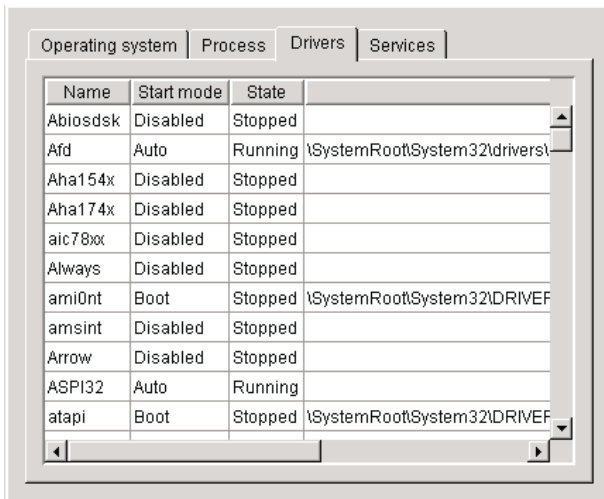 Operating system Process Drivers Services
Name Start mode State
Abiosdsk Disabled Stopped
Afd Auto Running \SystemRoot\System32\drivers\
Aha154x Disabled Stopped
Aha174x Disabled Stopped
aic78xx Disabled Stopped
Always Disabled Stopped
ami0nt Boot Stopped \SystemRoot\System32\DRIVER
amsint Disabled Stopped
Arrow Disabled Stopped
ASPI32 Auto Running
atapi Boot Stopped \SystemRoot\System32\DRIVER